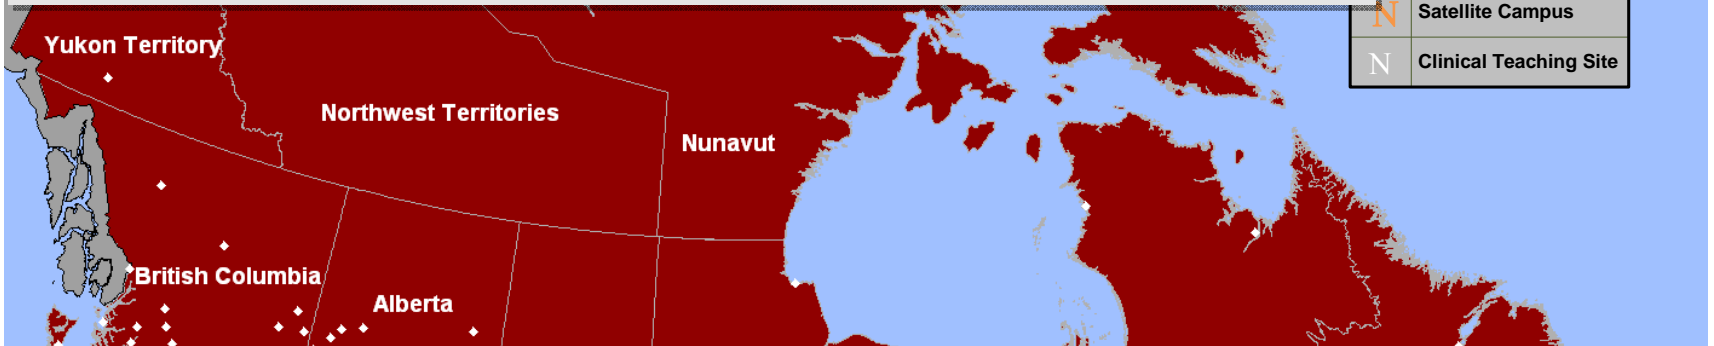 N Satellite Campus
N Clinical Teaching Site
Yukon Territory
Northwest Territories
Nunavut
British Columbia
Alberta